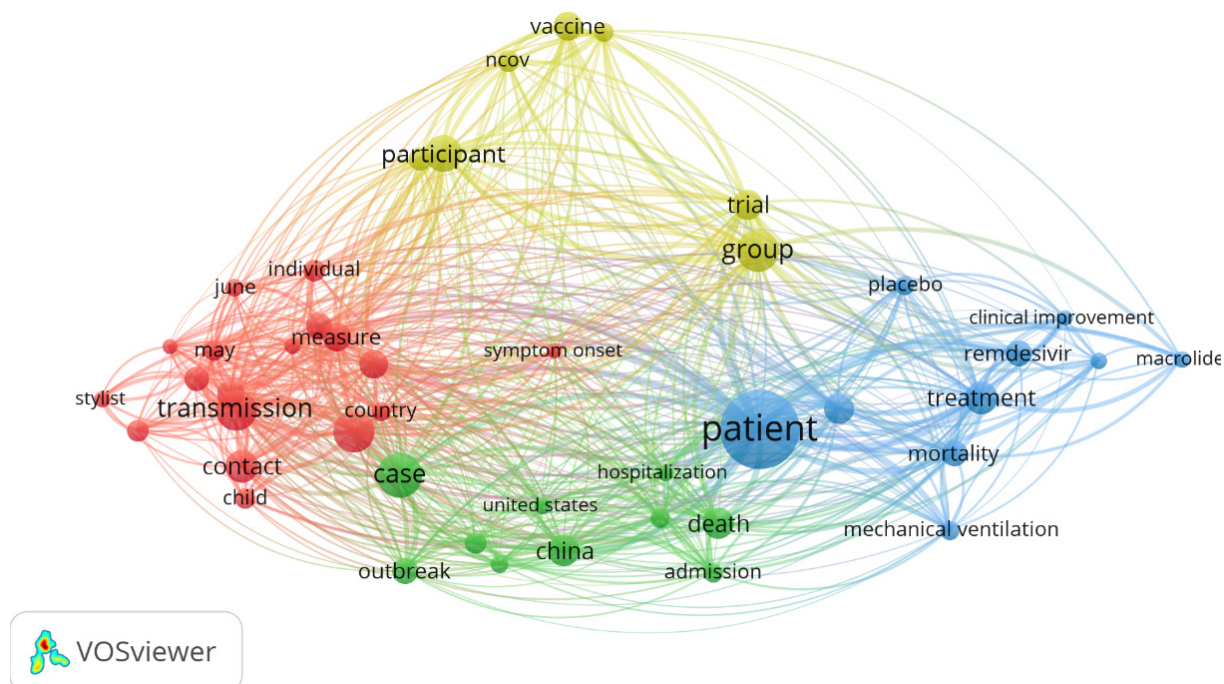 vaccine
ncov
participant
trial
group
individual
june
placebo
clinical improvement
measure
may
symptom onset
remdesivir
macrolide
stylist
transmission
country
treatment
patient
contact
case
hospitalization
mortality
child
united states
death
mechanical ventilation
china
outbreak
admission
VOSviewer